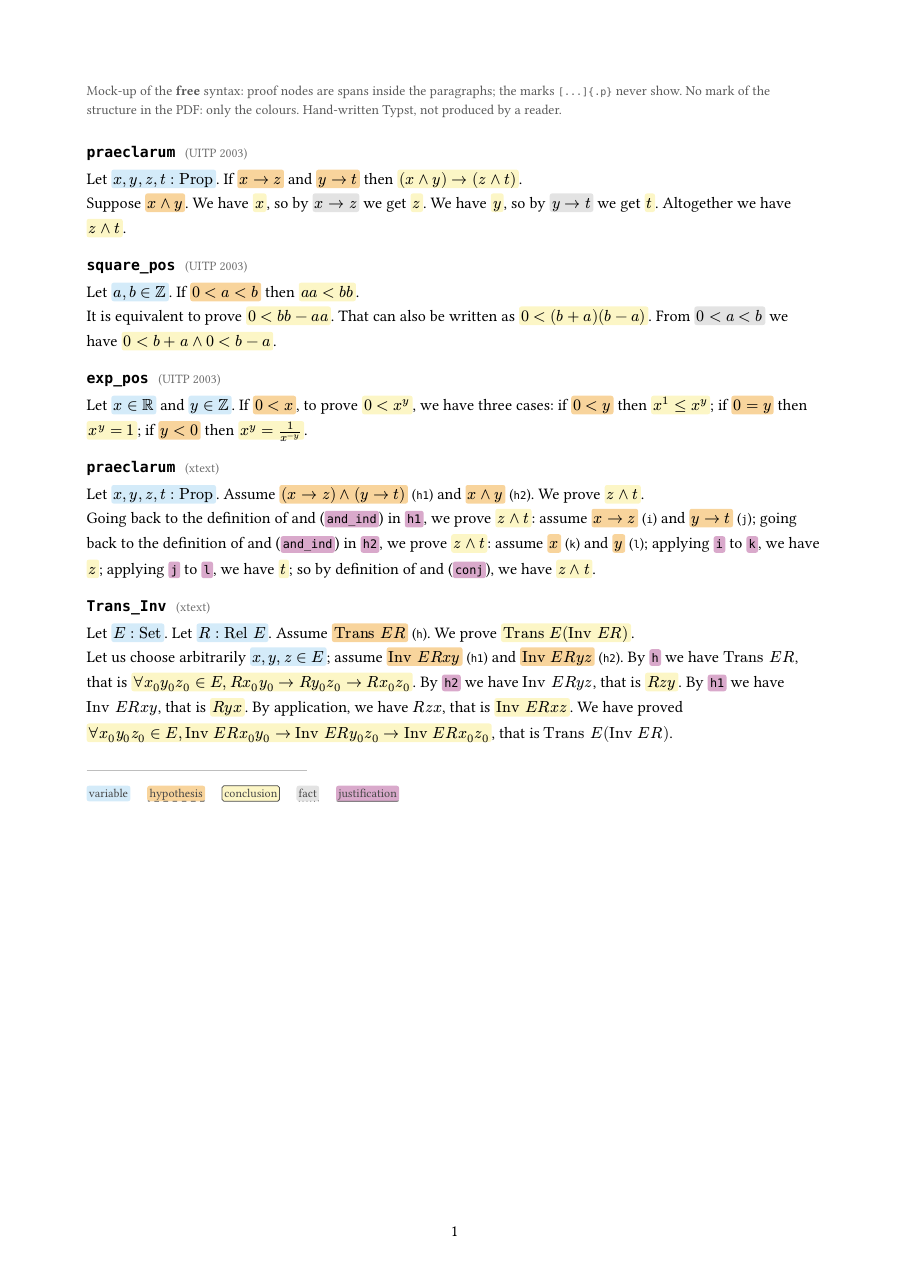 Mock-up of the free syntax: proof nodes are spans inside the paragraphs; the marks [...]{.p} never show. No mark of the
structure in the PDF: only the colours. Hand-written Typst, not produced by a reader.
praeclarum (UITP 2003)
Let x, y, z, t : Prop. If x → z and y → t then (x ∧ y) → (z ∧ t).
Suppose x ∧ y. We have x, so by x → z we get z. We have y, so by y → t we get t. Altogether we have
z ∧ t.
square_pos (UITP 2003)
Let a, b ∈ ℤ. If 0 < a < b then aa < bb.
It is equivalent to prove 0 < bb − aa. That can also be written as 0 < (b + a)(b − a). From 0 < a < b we
have 0 < b + a ∧ 0 < b − a.
exp_pos (UITP 2003)
Let x ∈ ℝ and y ∈ ℤ. If 0 < x, to prove 0 < x^y, we have three cases: if 0 < y then x^1 ≤ x^y; if 0 = y then
x^y = 1; if y < 0 then x^y = 1/x^{−y}.
praeclarum (xtext)
Let x, y, z, t : Prop. Assume (x → z) ∧ (y → t) (h1) and x ∧ y (h2). We prove z ∧ t.
Going back to the definition of and (and_ind) in h1, we prove z ∧ t: assume x → z (i) and y → t (j); going
back to the definition of and (and_ind) in h2, we prove z ∧ t: assume x (k) and y (l); applying i to k, we have
z; applying j to l, we have t; so by definition of and (conj), we have z ∧ t.
Trans_Inv (xtext)
Let E : Set. Let R : Rel E. Assume Trans ER (h). We prove Trans E(Inv ER).
Let us choose arbitrarily x, y, z ∈ E; assume Inv ERxy (h1) and Inv ERyz (h2). By h we have Trans ER,
that is ∀x₀y₀z₀ ∈ E, Rx₀y₀ → Ry₀z₀ → Rx₀z₀. By h2 we have Inv ERyz, that is Rzy. By h1 we have
Inv ERxy, that is Ryx. By application, we have Rzx, that is Inv ERxz. We have proved
∀x₀y₀z₀ ∈ E, Inv ERx₀y₀ → Inv ERy₀z₀ → Inv ERx₀z₀, that is Trans E(Inv ER).
variable hypothesis conclusion fact justification
1